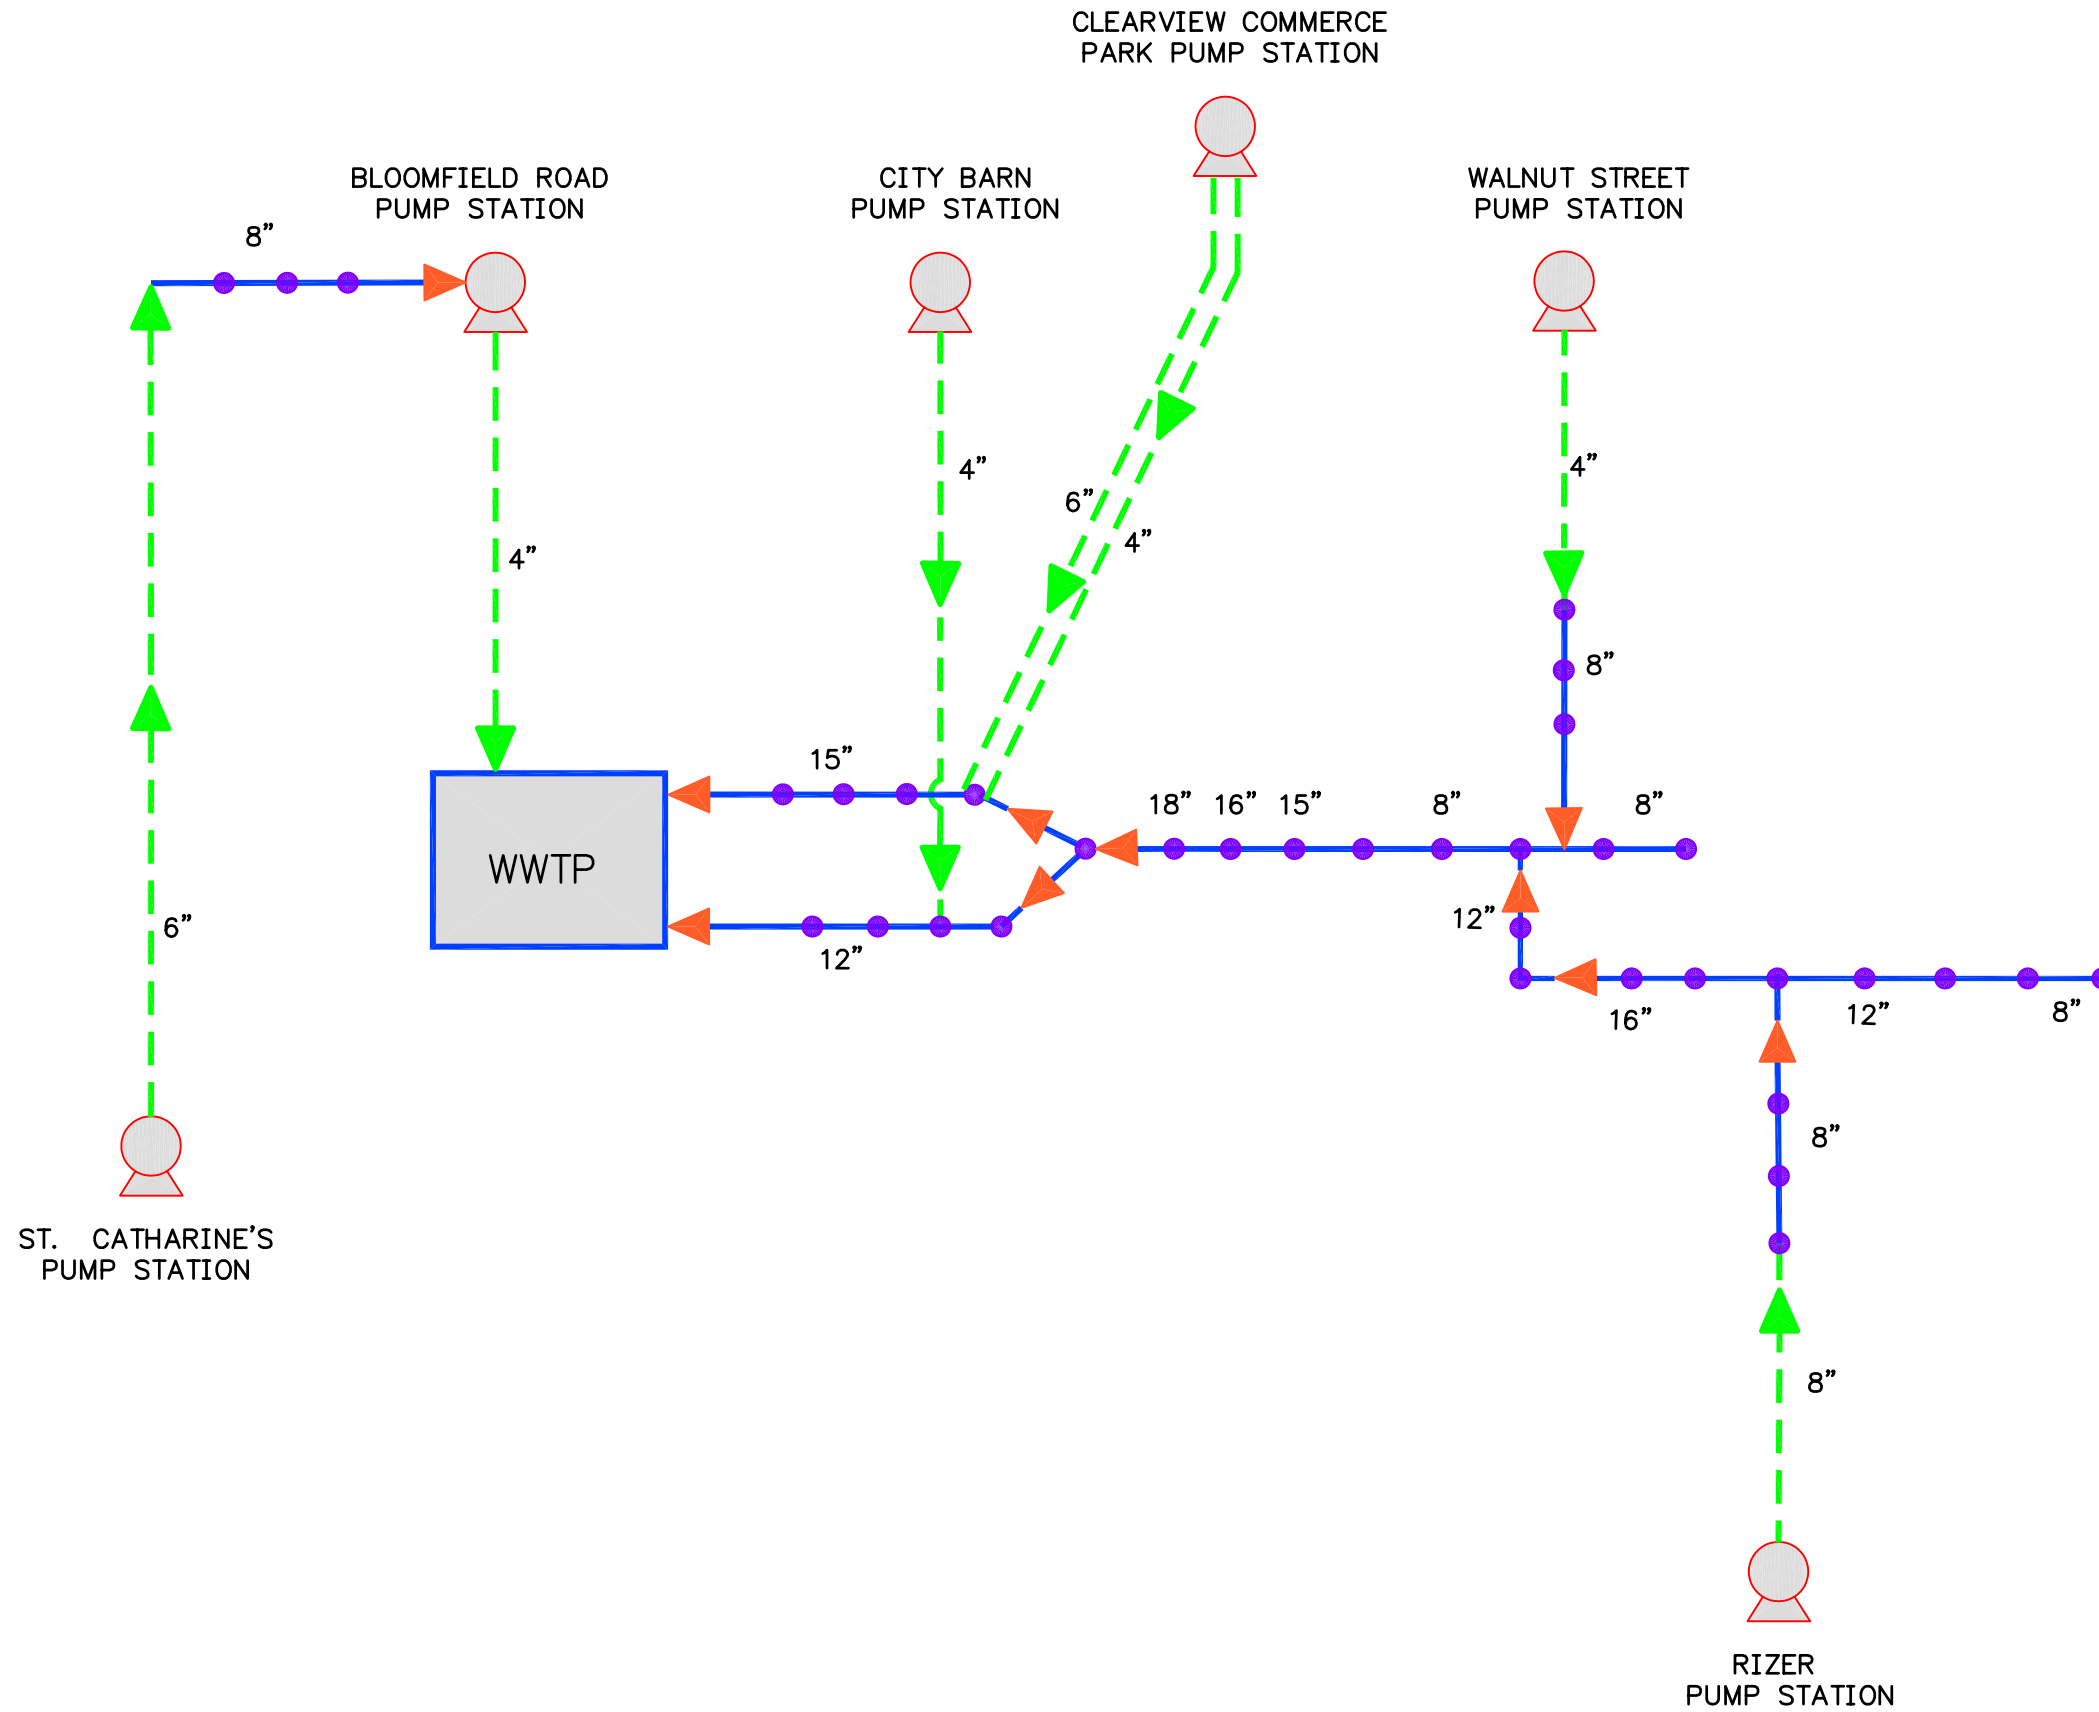 CLEARVIEW COMMERCE
PARK PUMP STATION
BLOOMFIELD ROAD
PUMP STATION
CITY BARN
PUMP STATION
WALNUT STREET
PUMP STATION
8"
4"
4"
6"
4"
4"
8"
15"
18" 16" 15" 8" 8"
WWTP
6"
12"
12"
16"
12"
8"
8"
ST. CATHARINE'S
PUMP STATION
8"
RIZER
PUMP STATION